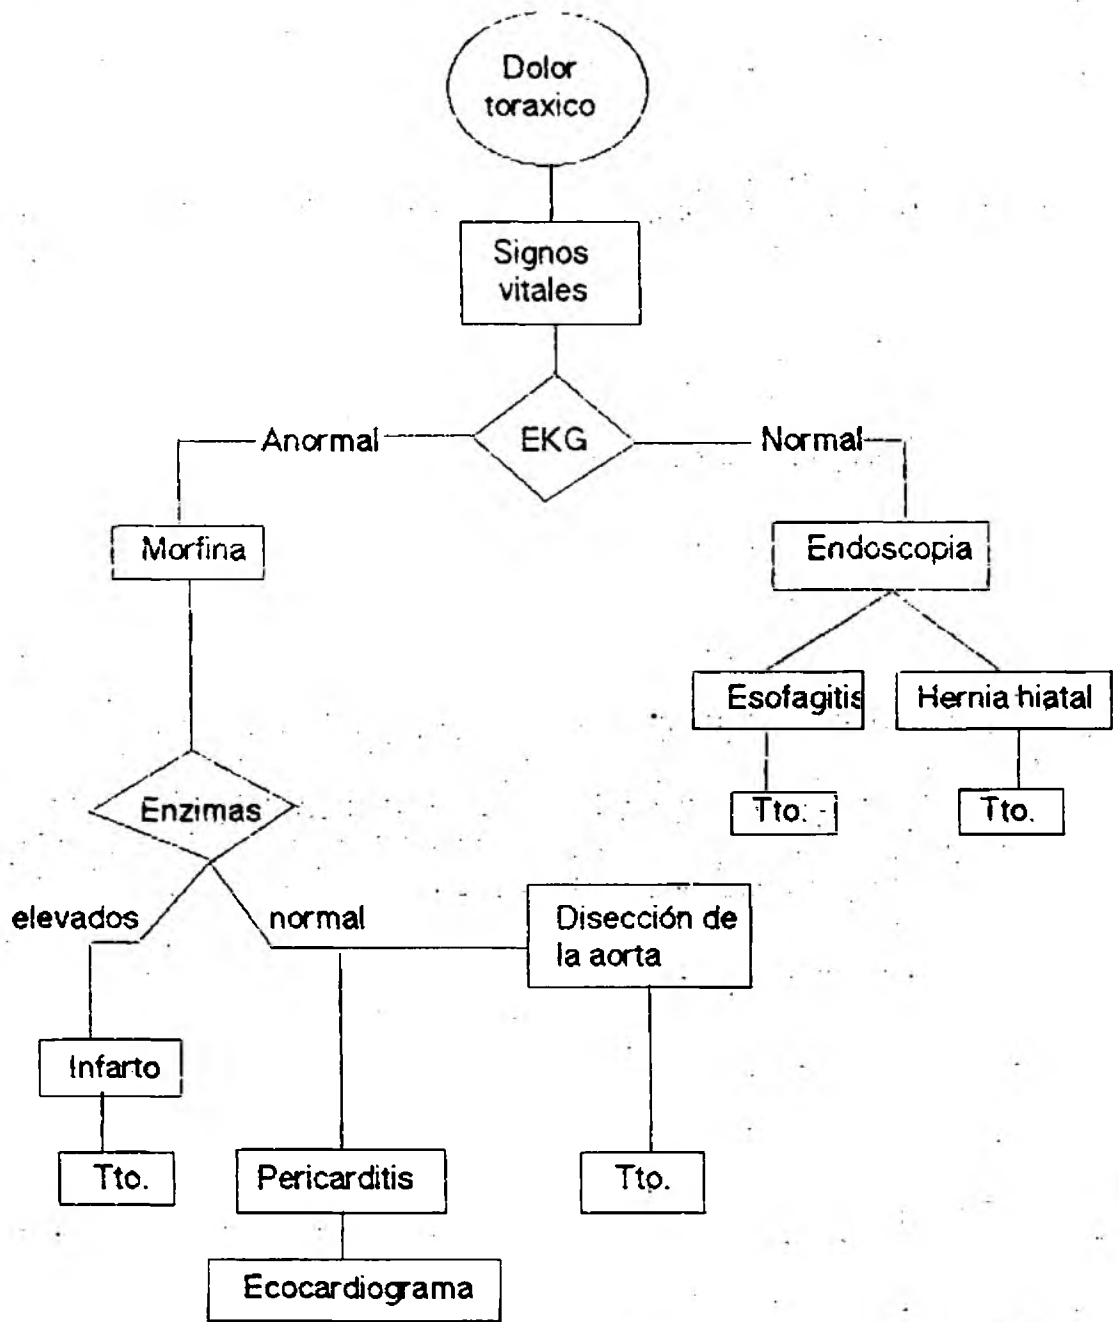 Dolor
toraxico
Signos
vitales
EKG
Anormal
Normal
Morfina
Endoscopia
Esofagitis
Hernia hiatal
Tto.
Tto.
Enzimas
elevados
normal
Disección de
la aorta
Infarto
Tto.
Pericarditis
Tto.
Ecocardiograma